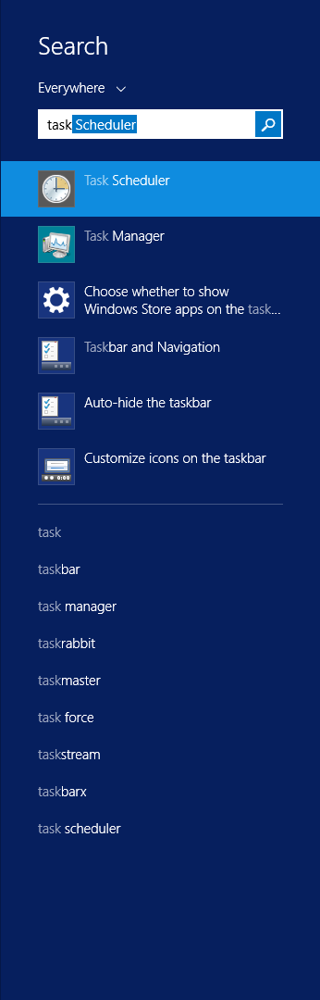 Search
Everywhere
task Scheduler
Task Scheduler
Task Manager
Choose whether to show
Windows Store apps on the task...
Taskbar and Navigation
Auto-hide the taskbar
Customize icons on the taskbar
task
taskbar
task manager
taskrabbit
taskmaster
task force
taskstream
taskbarx
task scheduler